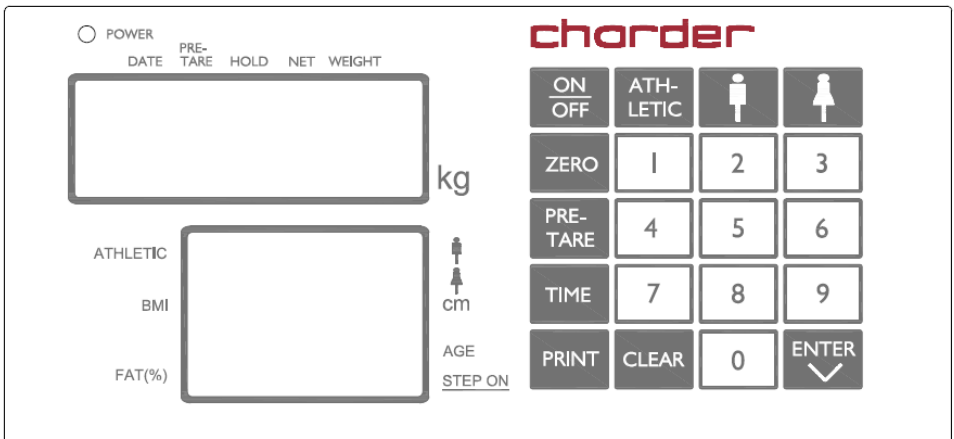 POWER
DATE PRE-TARE HOLD NET WEIGHT
kg
ATHLETIC
BMI
cm
AGE
FAT(%)
STEP ON
charder
ON OFF ATH-LETIC
ZERO 1 2 3
PRE-TARE 4 5 6
TIME 7 8 9
PRINT CLEAR 0 ENTER